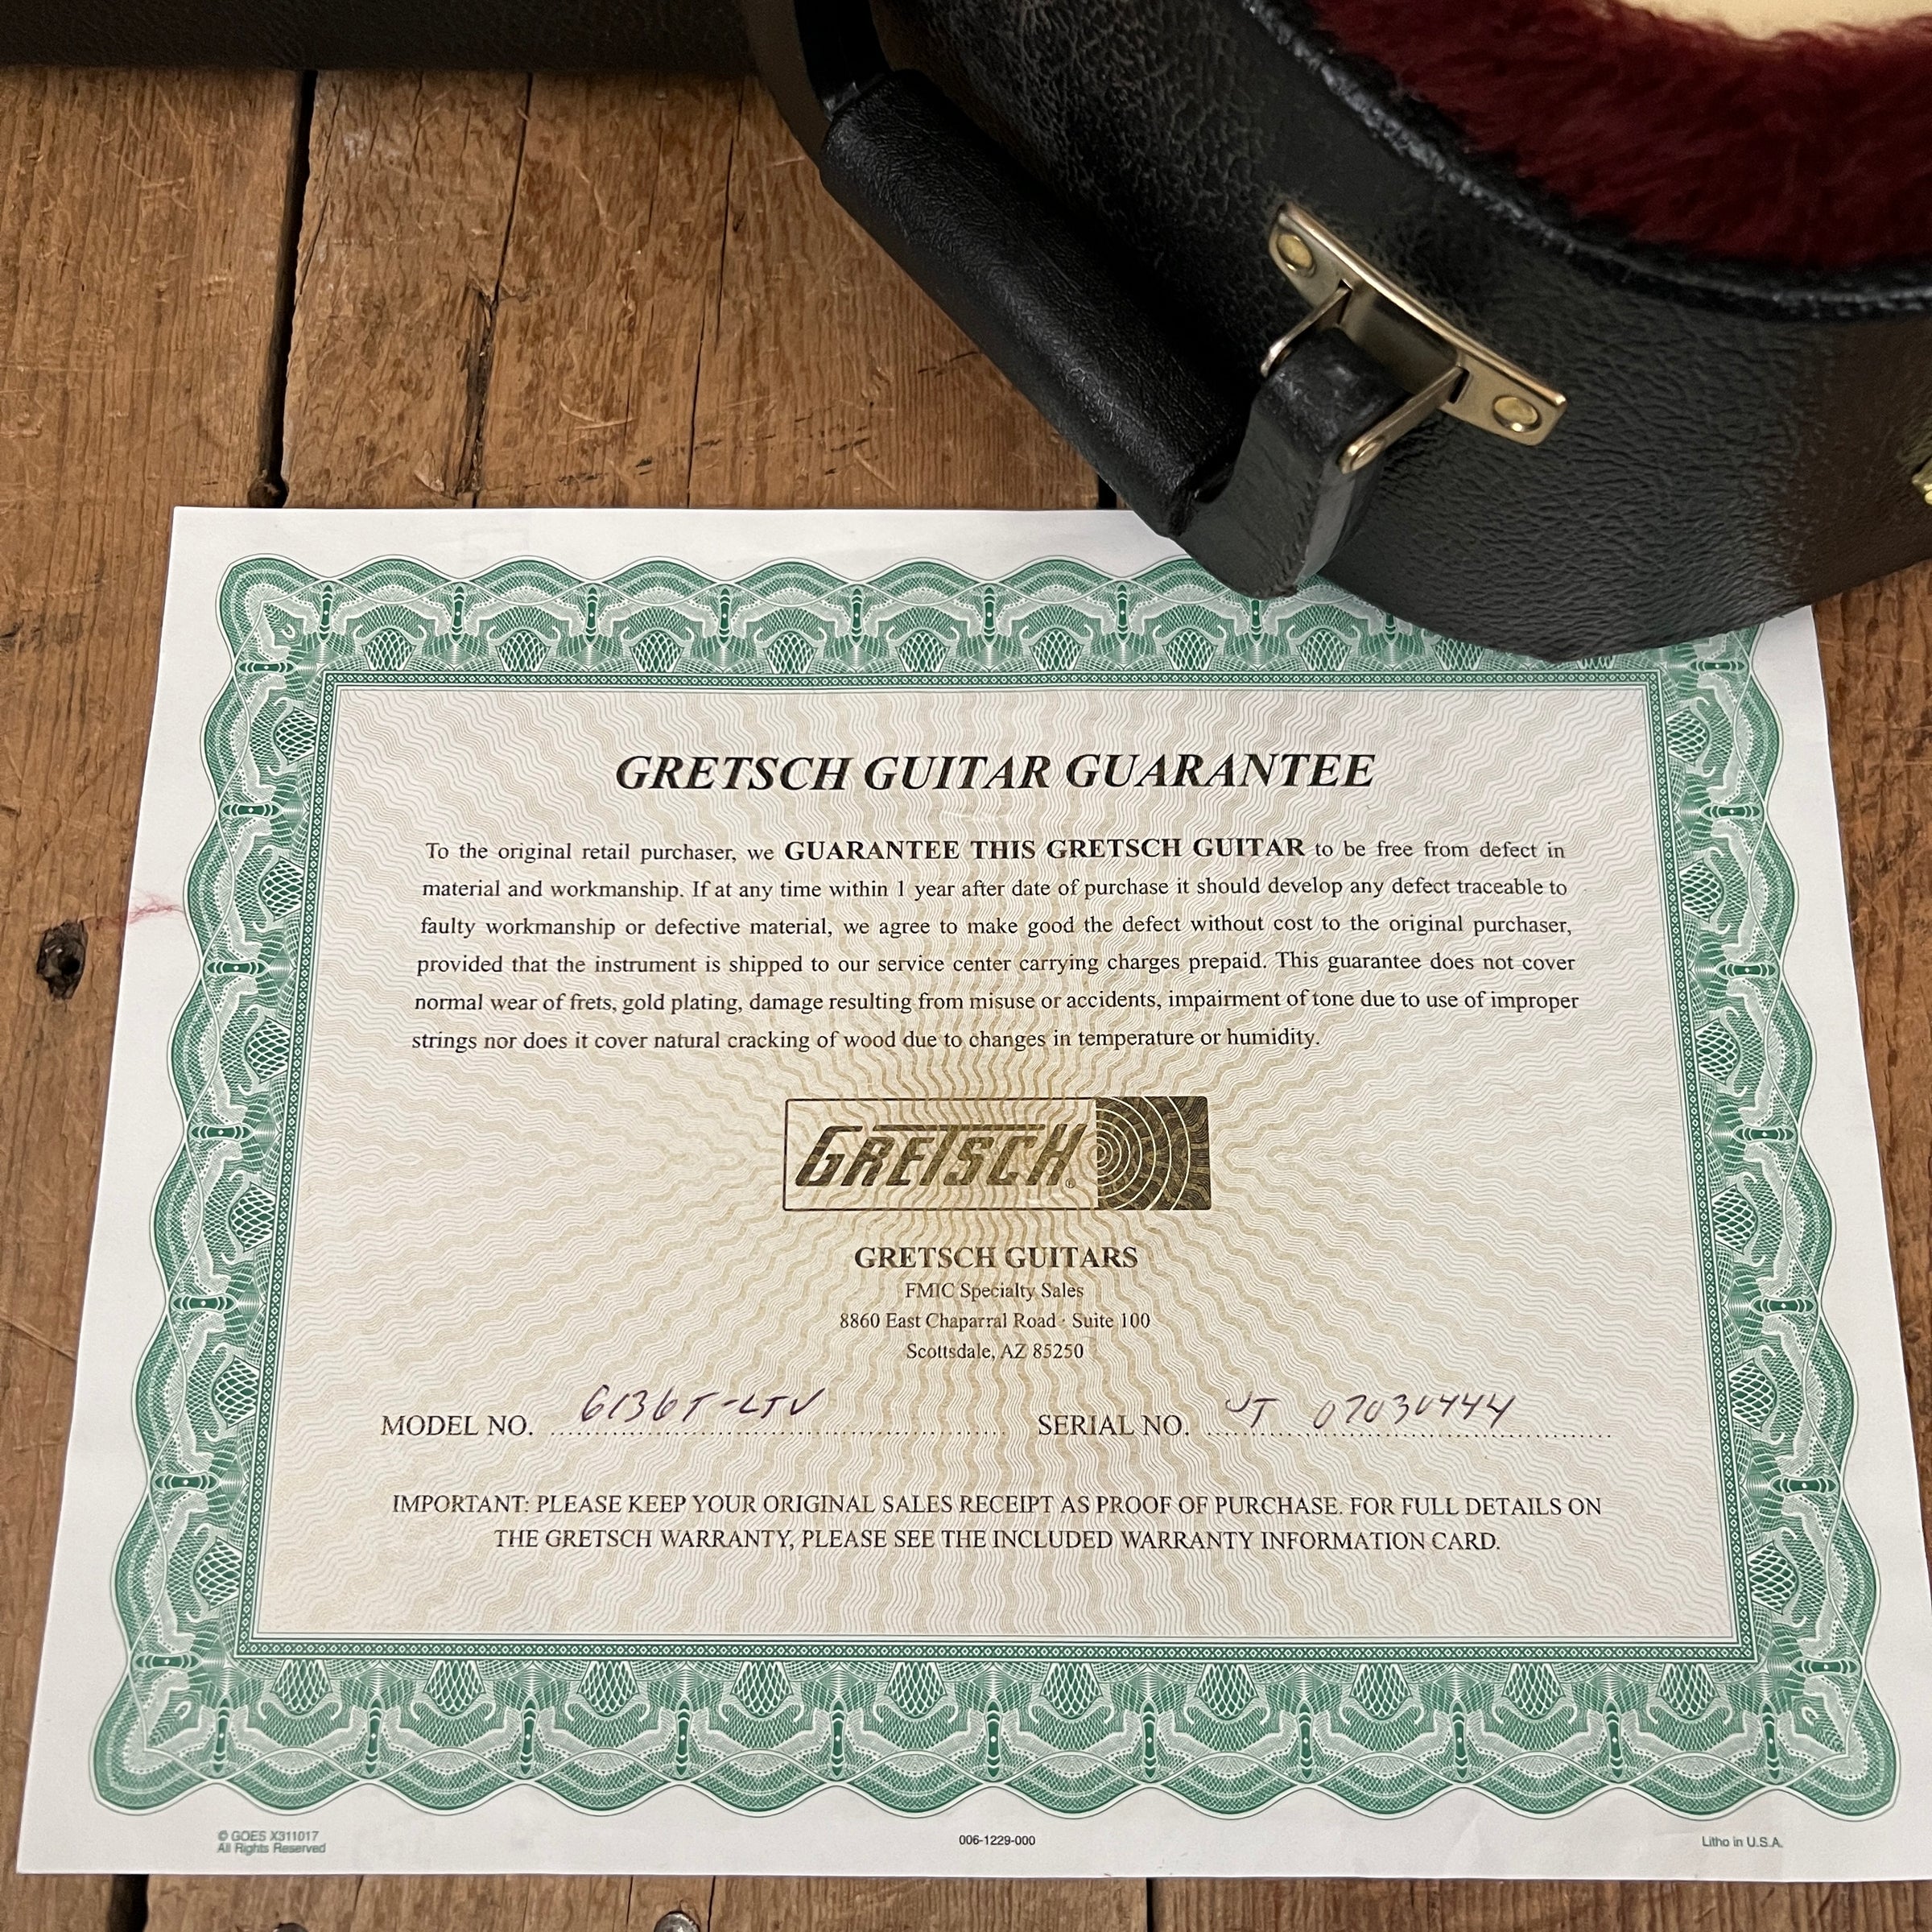 GRETSCH GUITAR GUARANTEE
To the original retail purchaser, we GUARANTEE THIS GRETSCH GUITAR to be free from defect in
material and workmanship. If at any time within 1 year after date of purchase it should develop any defect traceable to
faulty workmanship or defective material, we agree to make good the defect without cost to the original purchaser,
provided that the instrument is shipped to our service center carrying charges prepaid. This guarantee does not cover
normal wear of frets, gold plating, damage resulting from misuse or accidents, impairment of tone due to use of improper
strings nor does it cover natural cracking of wood due to changes in temperature or humidity.
GRETSCH®
GRETSCH GUITARS
FMIC Specialty Sales
8860 East Chaparral Road · Suite 100
Scottsdale, AZ 85250
MODEL NO. 6136T-LTV SERIAL NO. JT 07030444
IMPORTANT: PLEASE KEEP YOUR ORIGINAL SALES RECEIPT AS PROOF OF PURCHASE. FOR FULL DETAILS ON
THE GRETSCH WARRANTY, PLEASE SEE THE INCLUDED WARRANTY INFORMATION CARD.
© GOES X311017
All Rights Reserved
006-1229-000
Litho in U.S.A.